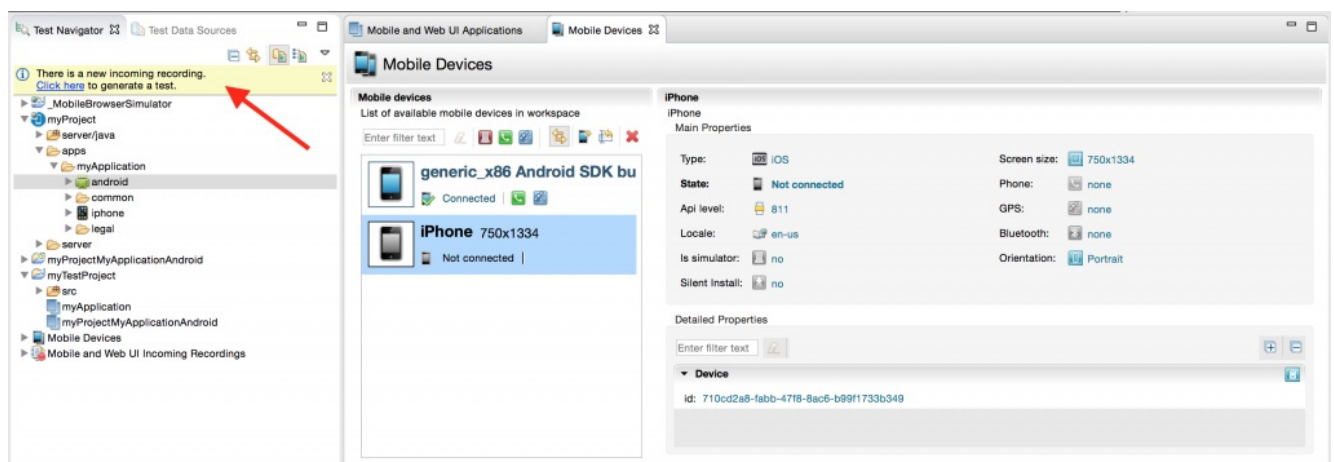 Test Navigator
Test Data Sources
There is a new incoming recording.
Click here to generate a test.
_MobileBrowserSimulator
myProject
server/java
apps
myApplication
android
common
iphone
legal
server
myProjectMyApplicationAndroid
myTestProject
src
myApplication
myProjectMyApplicationAndroid
Mobile Devices
Mobile and Web UI Incoming Recordings
Mobile and Web UI Applications
Mobile Devices
Mobile Devices
Mobile devices
List of available mobile devices in workspace
Enter filter text
generic_x86 Android SDK bu
Connected
iPhone 750x1334
Not connected
iPhone
iPhone
Main Properties
Type: iOS
State: Not connected
Api level: 811
Locale: en-us
Is simulator: no
Silent Install: no
Screen size: 750x1334
Phone: none
GPS: none
Bluetooth: none
Orientation: Portrait
Detailed Properties
Enter filter text
Device
id: 710cd2a8-fabb-47f8-8ac6-b99f1733b349